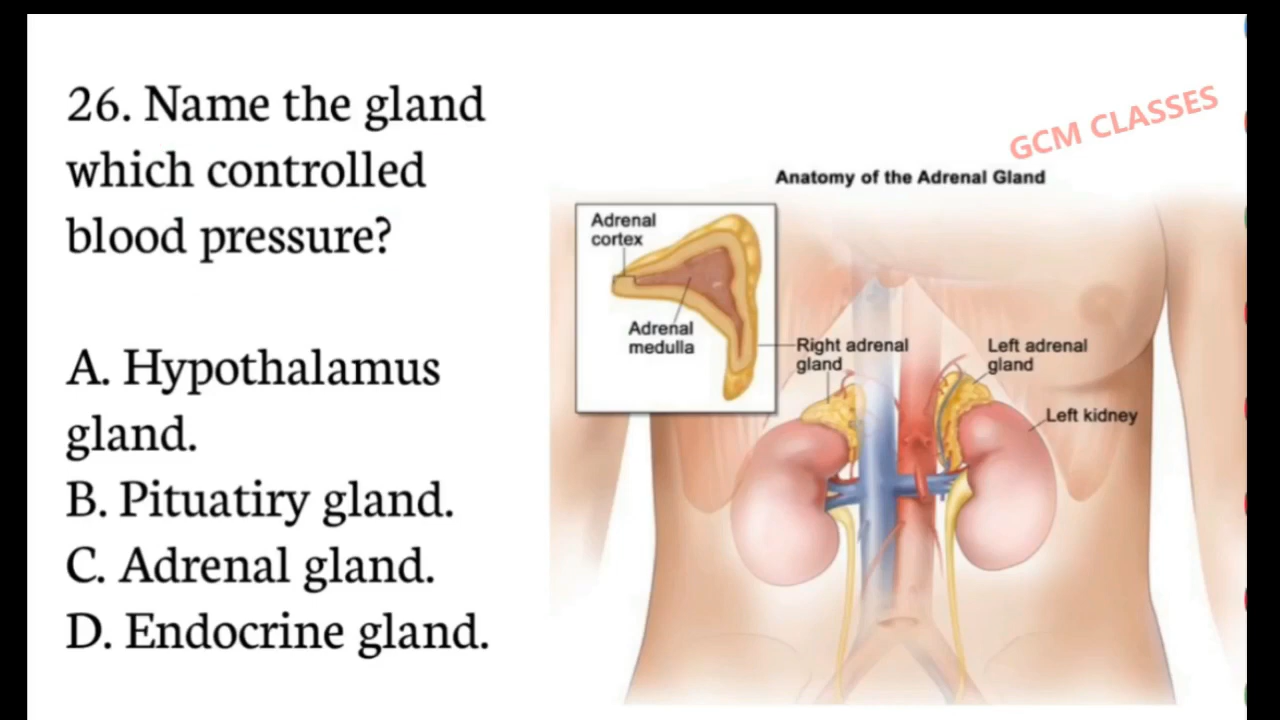 26. Name the gland
which controlled
blood pressure?
A. Hypothalamus
gland.
B. Pituatiry gland.
C. Adrenal gland.
D. Endocrine gland.
GCM CLASSES
Anatomy of the Adrenal Gland
Adrenal
cortex
Adrenal
medulla
Right adrenal
gland
Left adrenal
gland
Left kidney